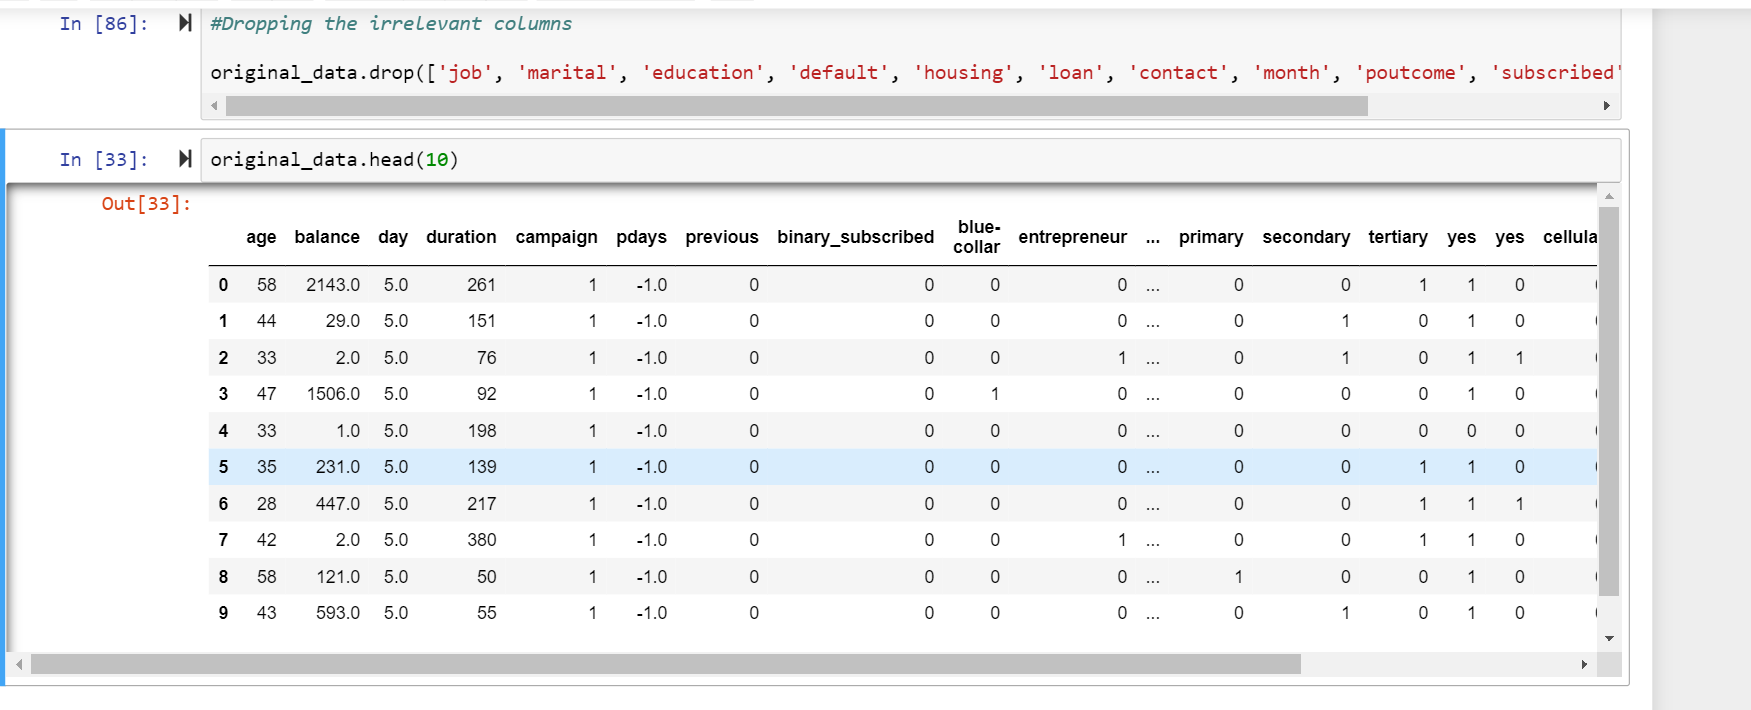 In [86]: #Dropping the irrelevant columns
original_data.drop(['job', 'marital', 'education', 'default', 'housing', 'loan', 'contact', 'month', 'poutcome', 'subscribed'
In [33]: original_data.head(10)
Out[33]:
age balance day duration campaign pdays previous binary_subscribed blue-collar entrepreneur ... primary secondary tertiary yes yes cellula
0 58 2143.0 5.0 261 1 -1.0 0 0 0 0 ... 0 0 1 1 0
1 44 29.0 5.0 151 1 -1.0 0 0 0 0 ... 0 1 0 1 0
2 33 2.0 5.0 76 1 -1.0 0 0 0 1 ... 0 1 0 1 1
3 47 1506.0 5.0 92 1 -1.0 0 0 1 0 ... 0 0 0 1 0
4 33 1.0 5.0 198 1 -1.0 0 0 0 0 ... 0 0 0 0 0
5 35 231.0 5.0 139 1 -1.0 0 0 0 0 ... 0 0 1 1 0
6 28 447.0 5.0 217 1 -1.0 0 0 0 0 ... 0 0 1 1 1
7 42 2.0 5.0 380 1 -1.0 0 0 0 1 ... 0 0 1 1 0
8 58 121.0 5.0 50 1 -1.0 0 0 0 0 ... 1 0 0 1 0
9 43 593.0 5.0 55 1 -1.0 0 0 0 0 ... 0 1 0 1 0